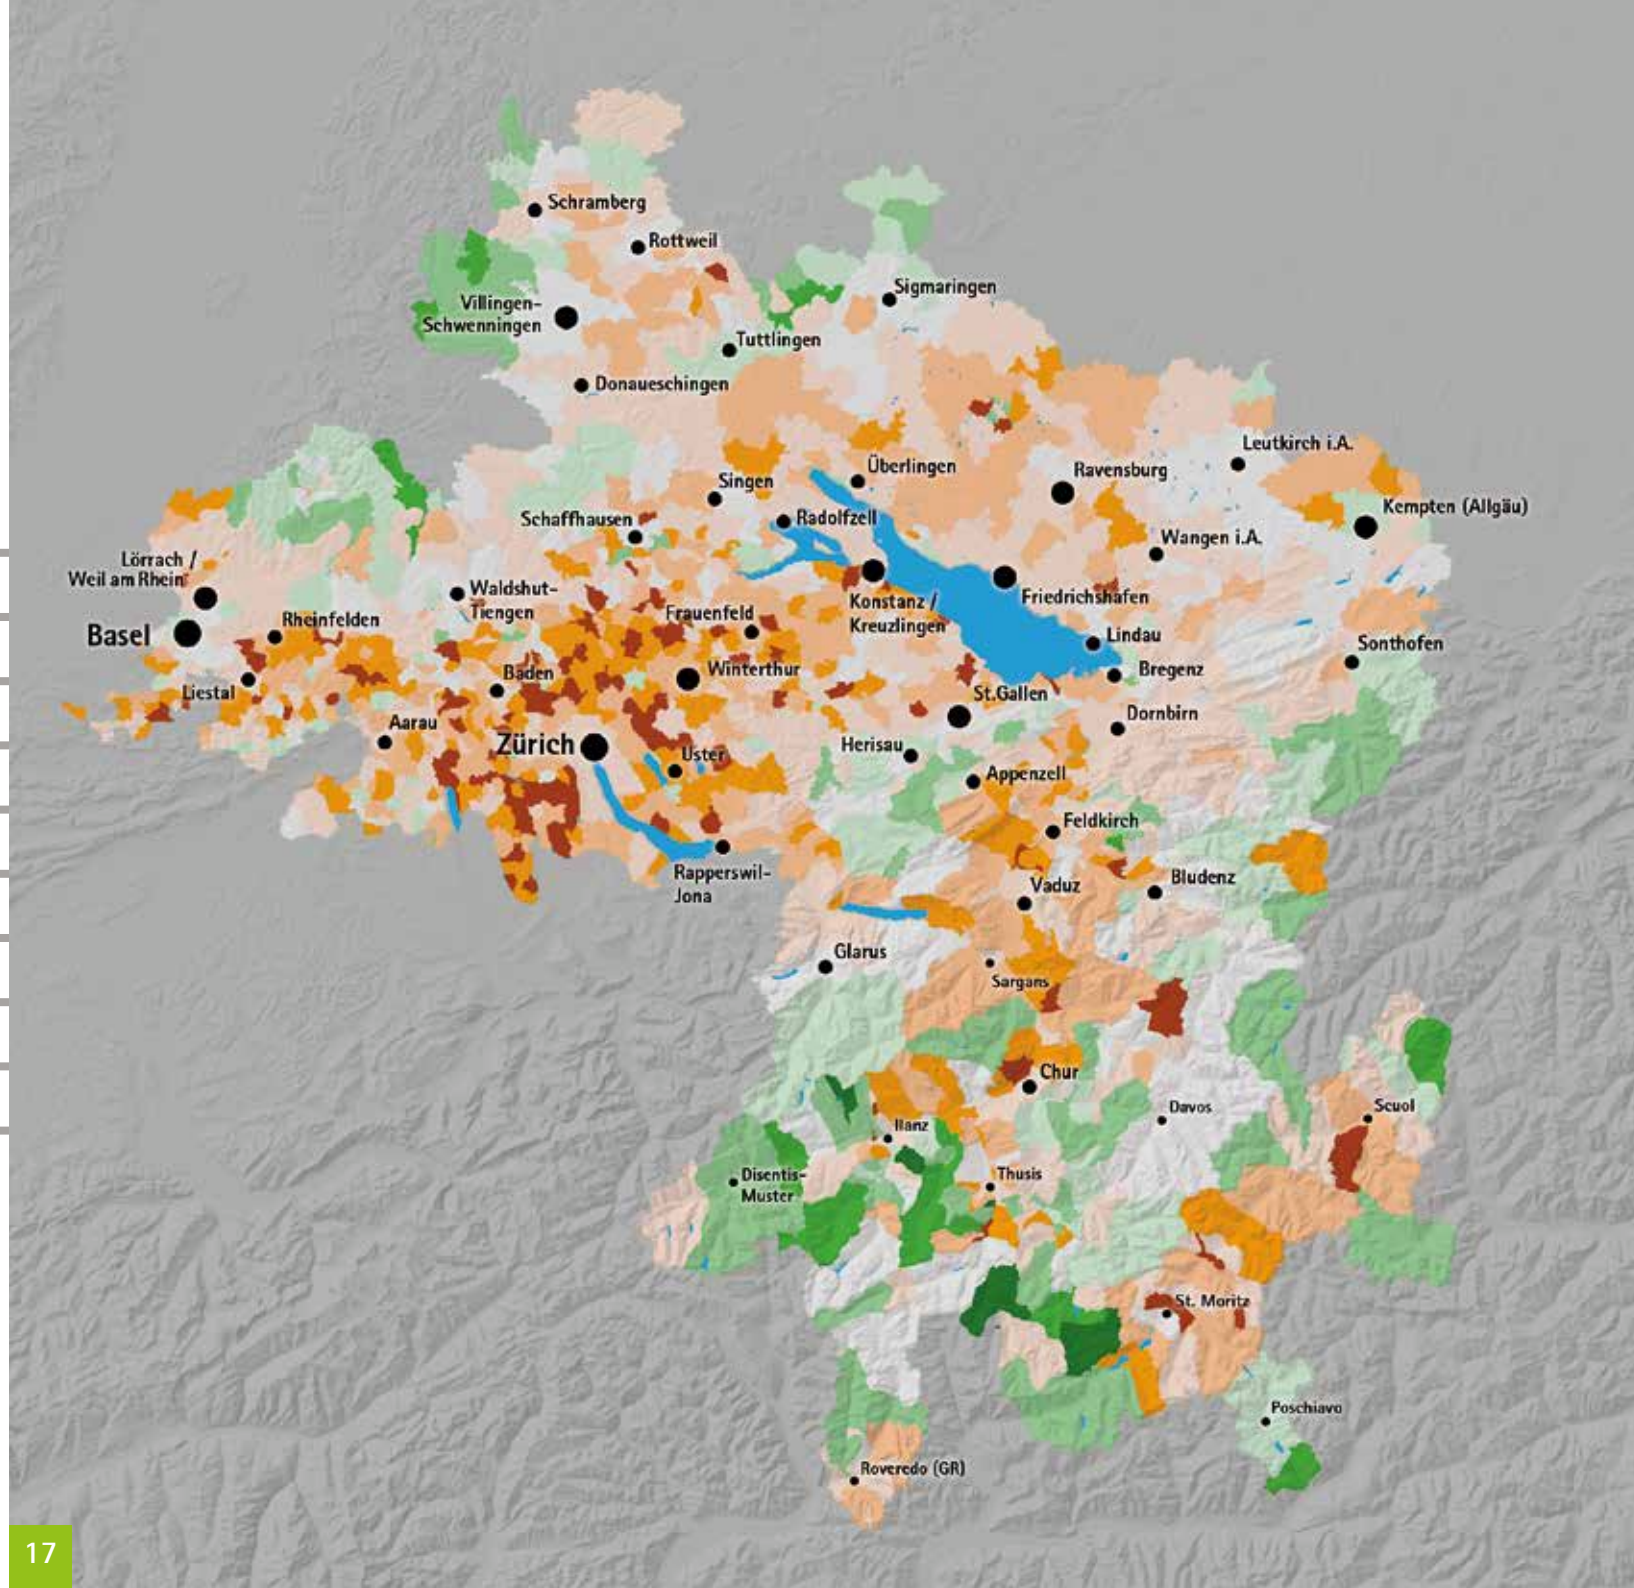 Schramberg
Rottweil
Sigmaringen
Villingen-
Schwenningen
Tuttlingen
Donaueschingen
Leutkirch i.A.
Überlingen
Ravensburg
Singen
Kempten (Allgäu)
Schaffhausen
Radolfzell
Wangen i.A.
Lörrach /
Weil am Rhein
Waldshut-
Tiengen
Konstanz /
Kreuzlingen
Friedrichshafen
Frauenfeld
Rheinfelden
Basel
Lindau
Sonthofen
Baden
Winterthur
Bregenz
Liestal
St.Gallen
Dornbirn
Aarau
Zürich
Herisau
Uster
Appenzell
Feldkirch
Rapperswil-
Jona
Vaduz
Bludenz
Glarus
Sargans
Chur
Davos
Scuol
Ilanz
Disentis-
Muster
Thusis
St. Moritz
Poschiavo
Roveredo (GR)
17